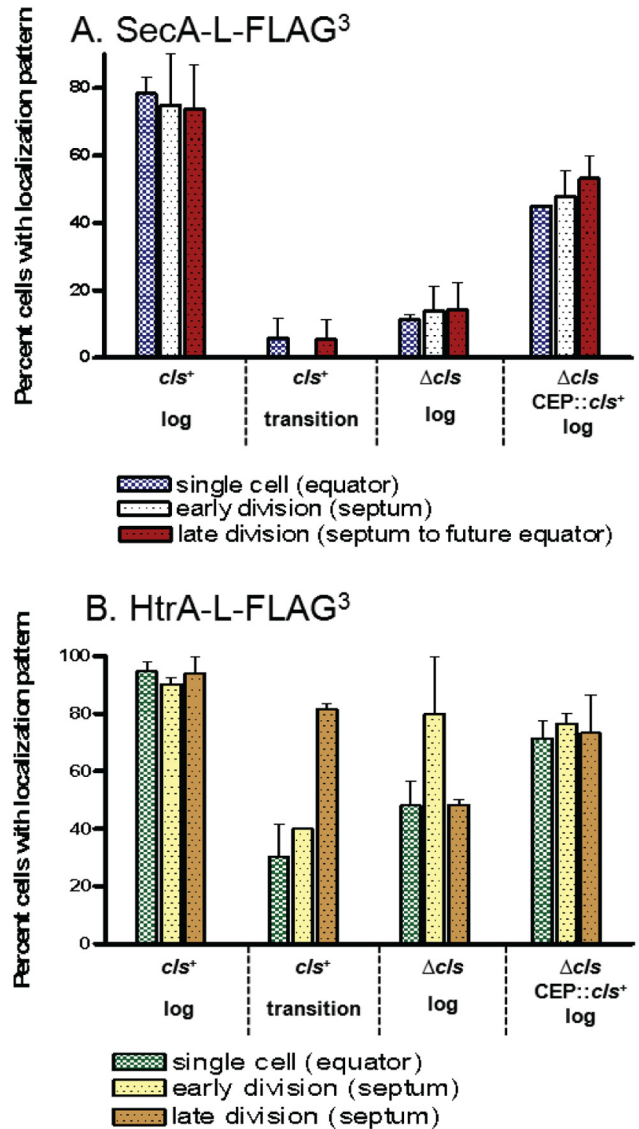 A. SecA-L-FLAG³
Percent cells with localization pattern
80
60
40
20
0
cls⁺ cls⁺ Δcls Δcls
log transition log CEP::cls⁺
log
single cell (equator)
early division (septum)
late division (septum to future equator)
B. HtrA-L-FLAG³
Percent cells with localization pattern
100
80
60
40
20
0
cls⁺ cls⁺ Δcls Δcls
log transition log CEP::cls⁺
log
single cell (equator)
early division (septum)
late division (septum)